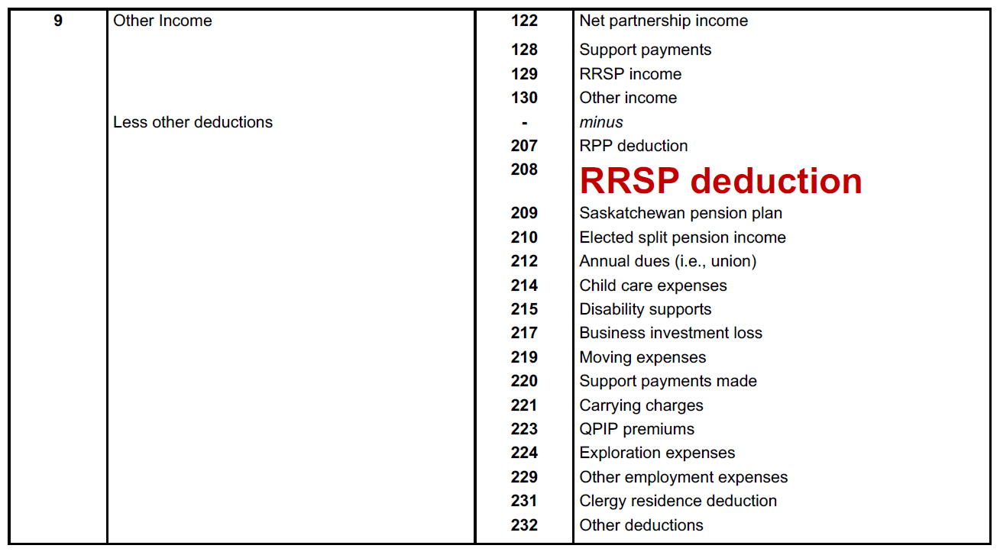 9 Other Income 122 Net partnership income
128 Support payments
129 RRSP income
130 Other income
Less other deductions - minus
207 RPP deduction
208 RRSP deduction
209 Saskatchewan pension plan
210 Elected split pension income
212 Annual dues (i.e., union)
214 Child care expenses
215 Disability supports
217 Business investment loss
219 Moving expenses
220 Support payments made
221 Carrying charges
223 QPIP premiums
224 Exploration expenses
229 Other employment expenses
231 Clergy residence deduction
232 Other deductions